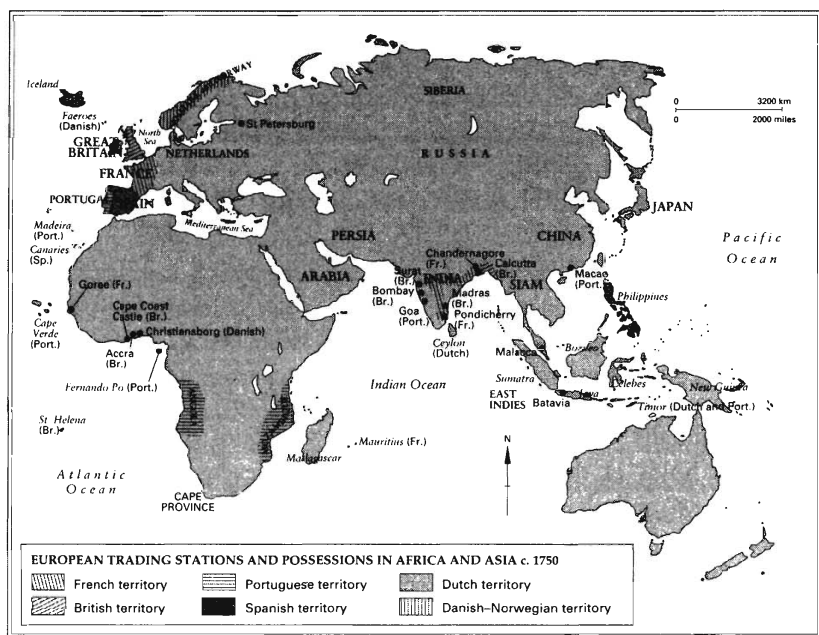 Iceland
Faeroes
(Danish)
North
Sea
GREAT
BRITAIN
NORWAY
St Petersburg
NETHERLANDS
FRANCE
PORTUGAL
SPAIN
Mediterranean Sea
Madeira
(Port.)
Canaries
(Sp.)
SIBERIA
RUSSIA
0 3200 km
0 2000 miles
JAPAN
PERSIA
CHINA
ARABIA
Pacific
Ocean
Chandernagore
(Fr.)
Calcutta
(Br.)
Surat
(Br.)
INDIA
Bombay
(Br.)
Madras
(Br.)
Goa
(Port.)
Pondicherry
(Fr.)
Ceylon
(Dutch)
SIAM
Macao
(Port.)
Philippines
Goree (Fr.)
Cape Coast
Castle (Br.)
Christiansborg (Danish)
Cape
Verde
(Port.)
Accra
(Br.)
Fernando Po (Port.)
Malacca
Borneo
Sumatra
Celebes
New Guinea
Indian Ocean
EAST
INDIES
Batavia
Java
Timor (Dutch and Port.)
St Helena
(Br.)
Mauritius (Fr.)
Madagascar
N
Atlantic
Ocean
CAPE
PROVINCE
EUROPEAN TRADING STATIONS AND POSSESSIONS IN AFRICA AND ASIA c. 1750
French territory
Portuguese territory
Dutch territory
British territory
Spanish territory
Danish–Norwegian territory